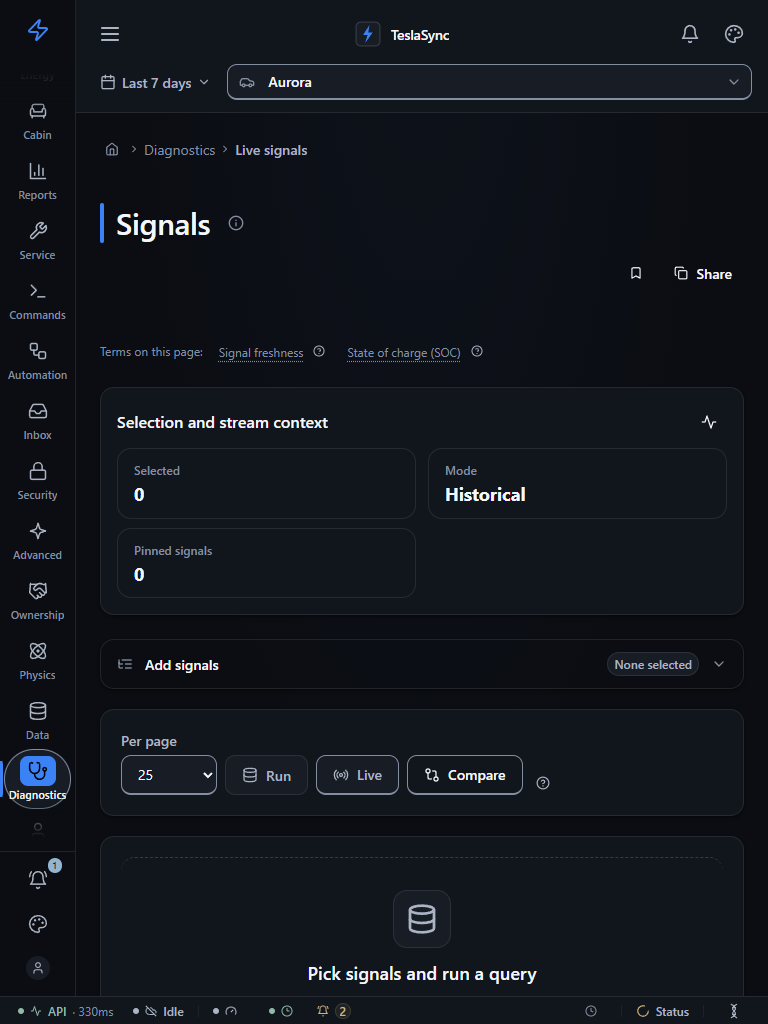 TeslaSync
Last 7 days
Aurora
Energy
Cabin
Reports
Service
Commands
Automation
Inbox
Security
Advanced
Ownership
Physics
Data
Diagnostics
1
Diagnostics
Live signals
Signals
Share
Terms on this page:
Signal freshness
State of charge (SOC)
Selection and stream context
Selected
0
Mode
Historical
Pinned signals
0
Add signals
None selected
Per page
25
Run
Live
Compare
Pick signals and run a query
API · 330ms
Idle
2
Status